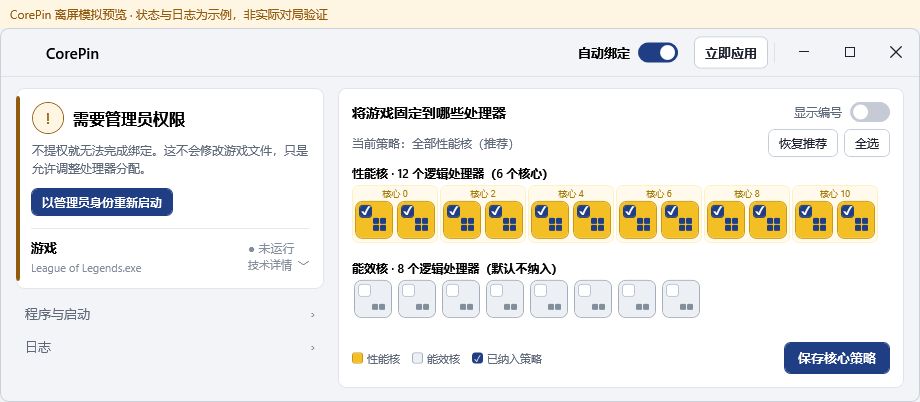 CorePin 离屏模拟预览 · 状态与日志为示例，非实际对局验证
CorePin
自动绑定
立即应用
!
需要管理员权限
不提权就无法完成绑定。这不会修改游戏文件，只是
允许调整处理器分配。
以管理员身份重新启动
游戏
未运行
League of Legends.exe
技术详情
程序与启动
日志
将游戏固定到哪些处理器
显示编号
当前策略：全部性能核（推荐）
恢复推荐
全选
性能核 · 12 个逻辑处理器（6 个核心）
核心 0
核心 2
核心 4
核心 6
核心 8
核心 10
能效核 · 8 个逻辑处理器（默认不纳入）
性能核
能效核
已纳入策略
保存核心策略